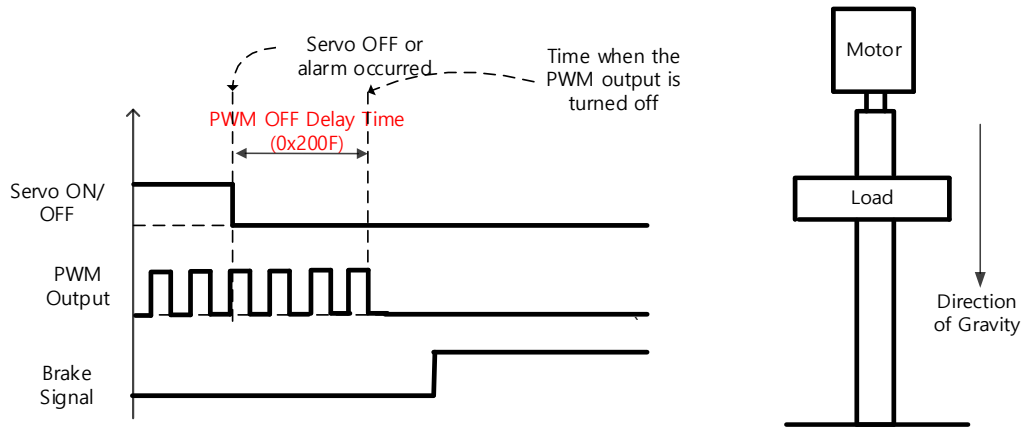 Servo OFF or
alarm occurred
Time when the
PWM output is
turned off
PWM OFF Delay Time
(0x200F)
Servo ON/
OFF
PWM
Output
Brake
Signal
Motor
Load
Direction
of Gravity